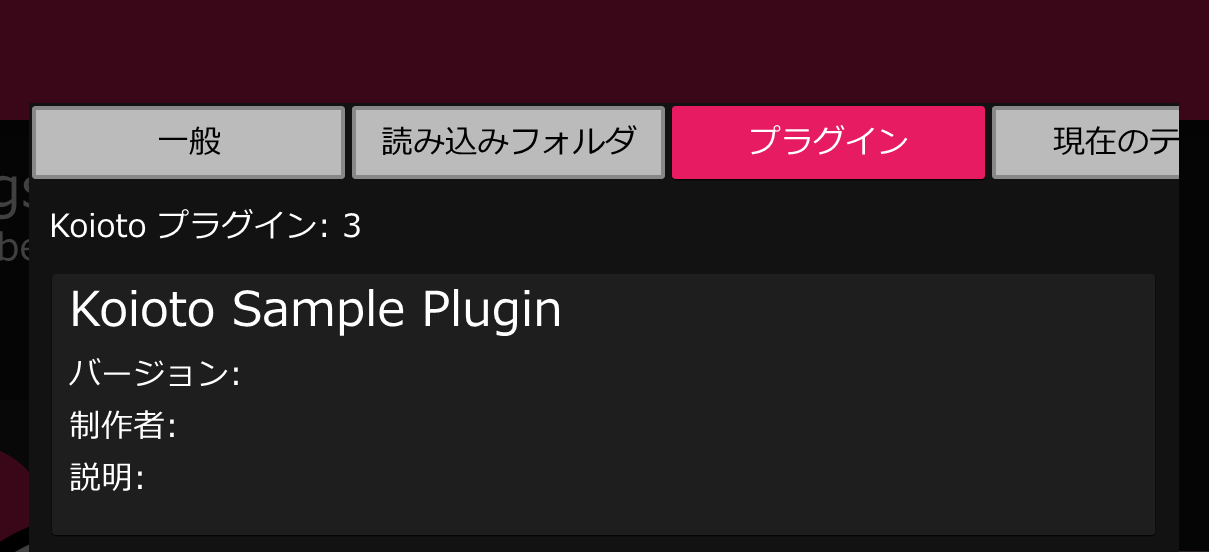 一般
読み込みフォルダ
プラグイン
現在のテ
gs
be
Koioto プラグイン: 3
Koioto Sample Plugin
バージョン:
制作者:
説明: